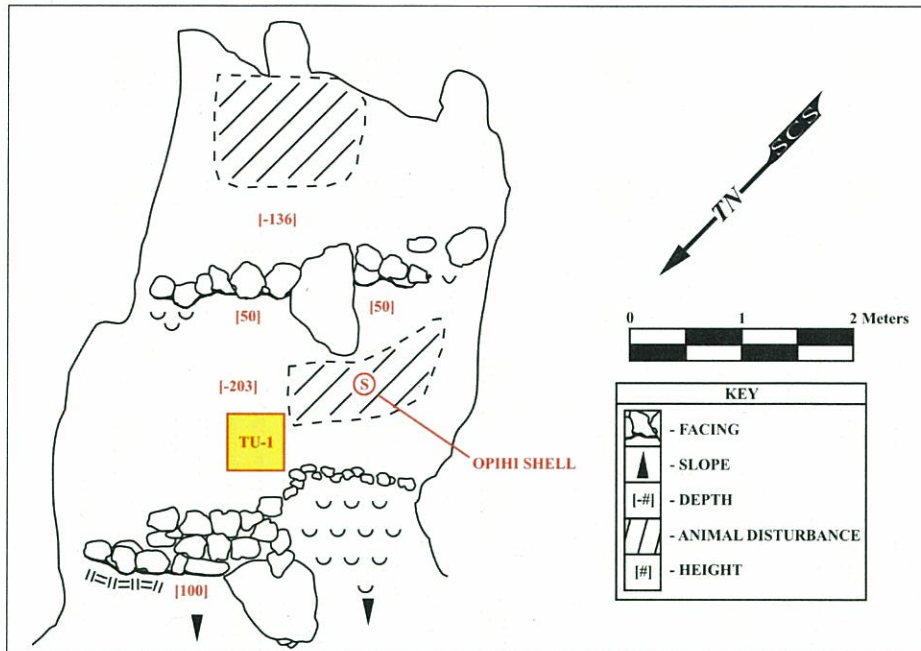 [-136]
[50]
[50]
[-203]
S
TU-1
OPIHI SHELL
[100]
SCS
TN
0 1 2 Meters
KEY
- FACING
- SLOPE
[-#] - DEPTH
- ANIMAL DISTURBANCE
[#] - HEIGHT